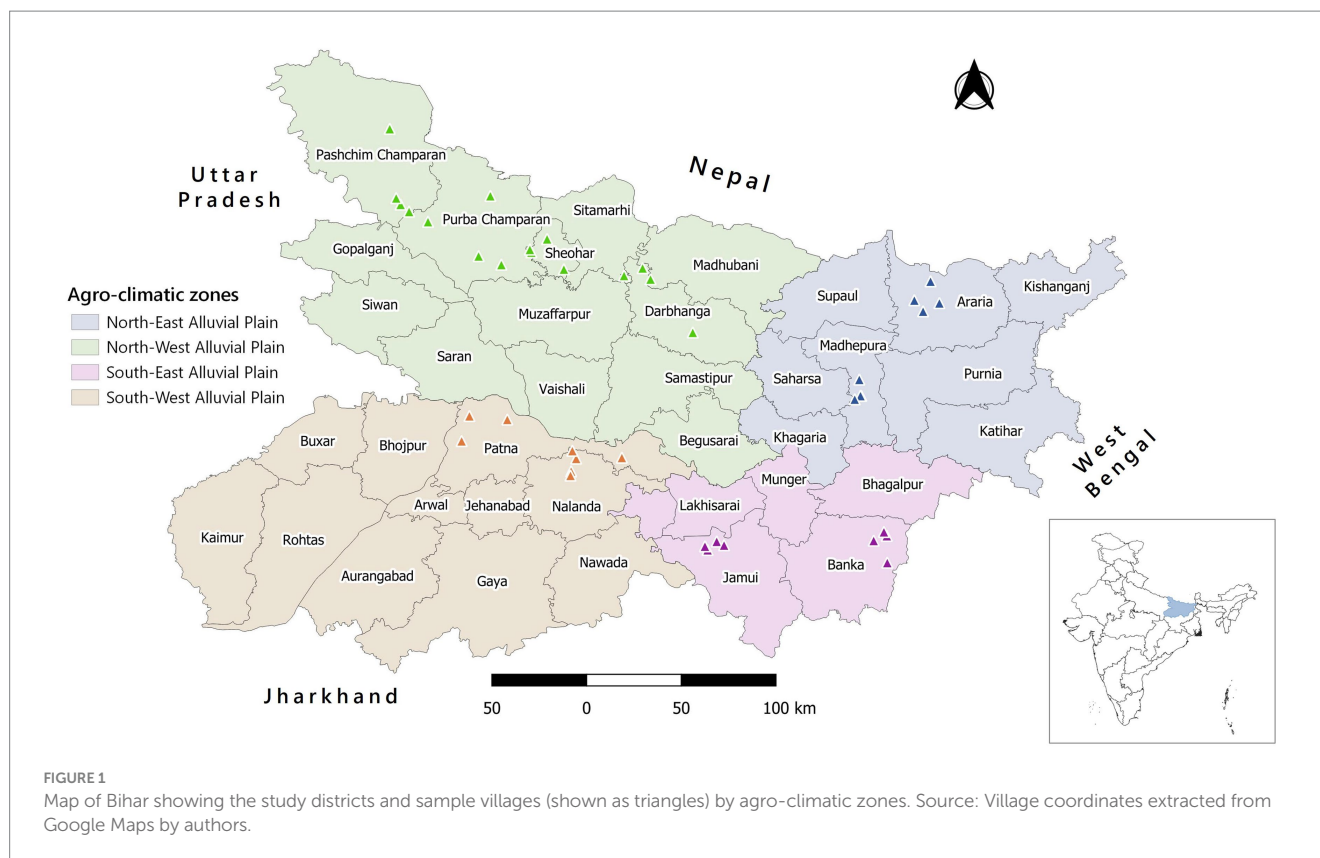 Nepal
Uttar
Pradesh
Pashchim Champaran
Purba Champaran
Sitamarhi
Gopalganj
Sheohar
Madhubani
Siwan
Muzaffarpur
Darbhanga
Saran
Vaishali
Samastipur
Begusarai
Supaul
Araria
Kishanganj
Madhepura
Saharsa
Purnia
Khagaria
Katihar
West
Bengal
Agro-climatic zones
North-East Alluvial Plain
North-West Alluvial Plain
South-East Alluvial Plain
South-West Alluvial Plain
Buxar
Bhojpur
Patna
Arwal
Jehanabad
Nalanda
Kaimur
Rohtas
Aurangabad
Gaya
Nawada
Munger
Bhagalpur
Lakhisarai
Jamui
Banka
Jharkhand
50 0 50 100 km
FIGURE 1
Map of Bihar showing the study districts and sample villages (shown as triangles) by agro-climatic zones. Source: Village coordinates extracted from
Google Maps by authors.